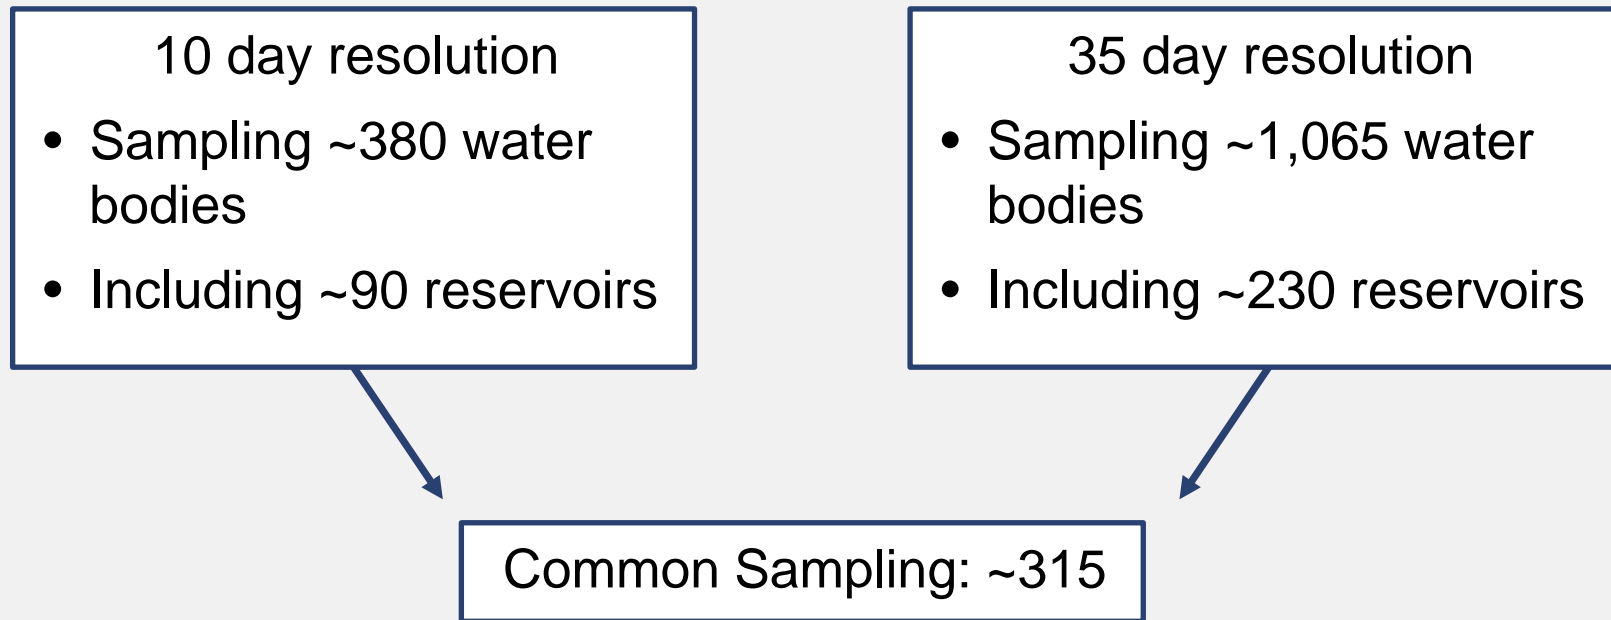 10 day resolution
• Sampling ~380 water
bodies
• Including ~90 reservoirs
35 day resolution
• Sampling ~1,065 water
bodies
• Including ~230 reservoirs
Common Sampling: ~315